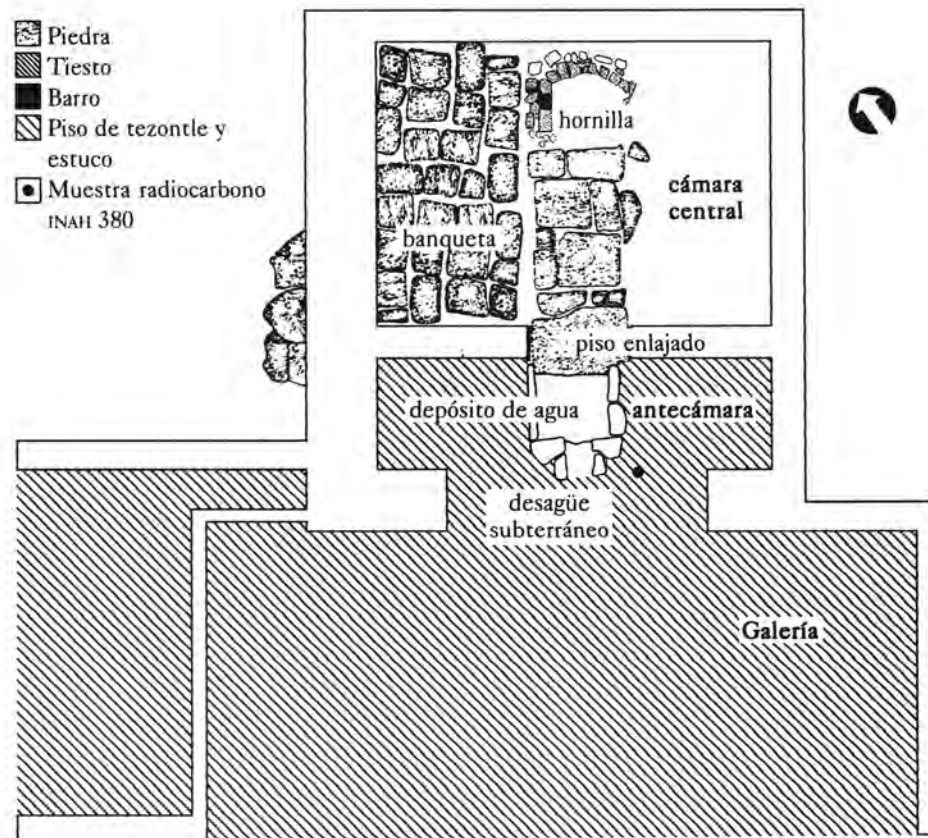 Piedra
Tiesto
Barro
Piso de tezontle y
estuco
Muestra radiocarbono
INAH 380
hornilla
cámara
central
banqueta
piso enlajado
depósito de agua
antecámara
desagüe
subterráneo
Galería